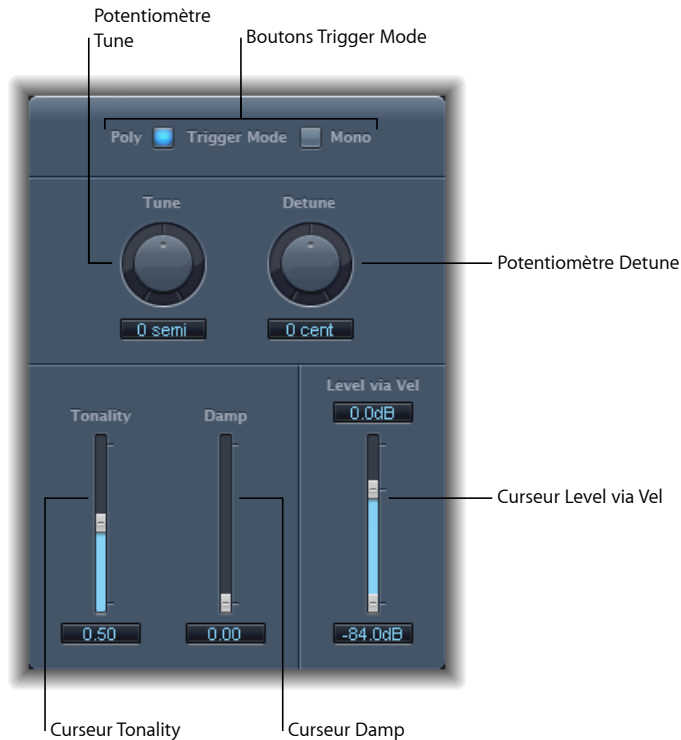 Potentiomètre
Tune
Boutons Trigger Mode
Poly Trigger Mode Mono
Tune Detune
Potentiomètre Detune
0 semi 0 cent
Level via Vel
0.0dB
Tonality Damp
Curseur Level via Vel
0.50 0.00 -84.0dB
Curseur Tonality Curseur Damp